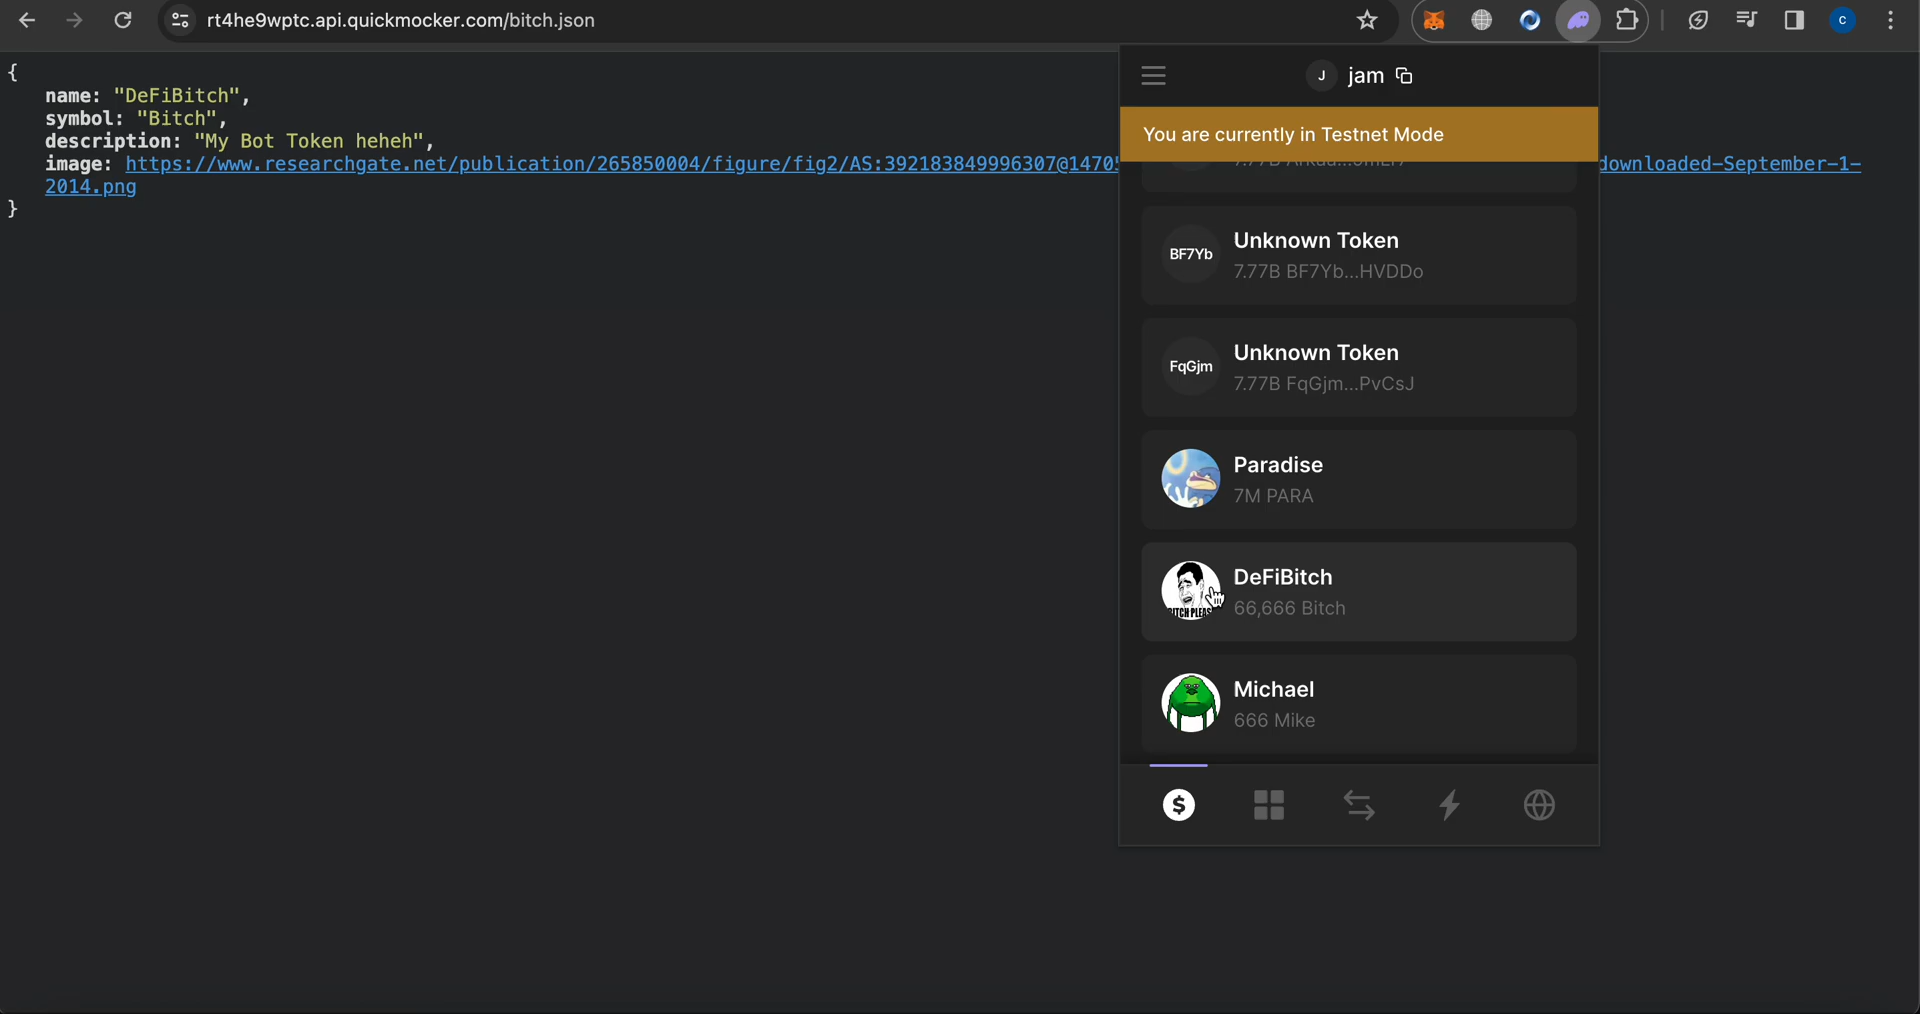 rt4he9wptc.api.quickmocker.com/bitch.json
C
{
name: "DeFiBitch",
symbol: "Bitch",
description: "My Bot Token heheh",
image: https://www.researchgate.net/publication/265850004/figure/fig2/AS:392183849996307@1470
downloaded-September-1-
2014.png
}
J
jam
You are currently in Testnet Mode
BF7Yb
Unknown Token
7.77B BF7Yb...HVDDo
FqGjm
Unknown Token
7.77B FqGjm...PvCsJ
Paradise
7M PARA
DeFiBitch
66,666 Bitch
Michael
666 Mike
$